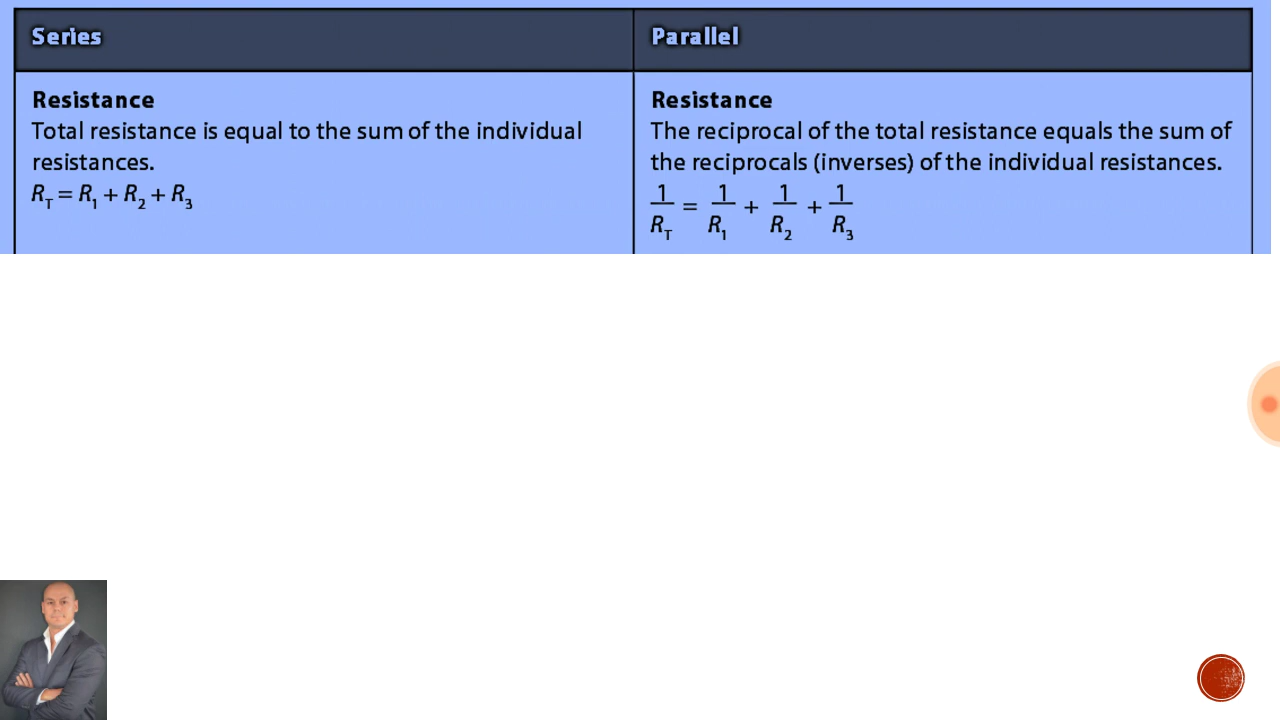 Series
Resistance
Total resistance is equal to the sum of the individual
resistances.
R_T = R_1 + R_2 + R_3
Parallel
Resistance
The reciprocal of the total resistance equals the sum of
the reciprocals (inverses) of the individual resistances.
1/R_T = 1/R_1 + 1/R_2 + 1/R_3